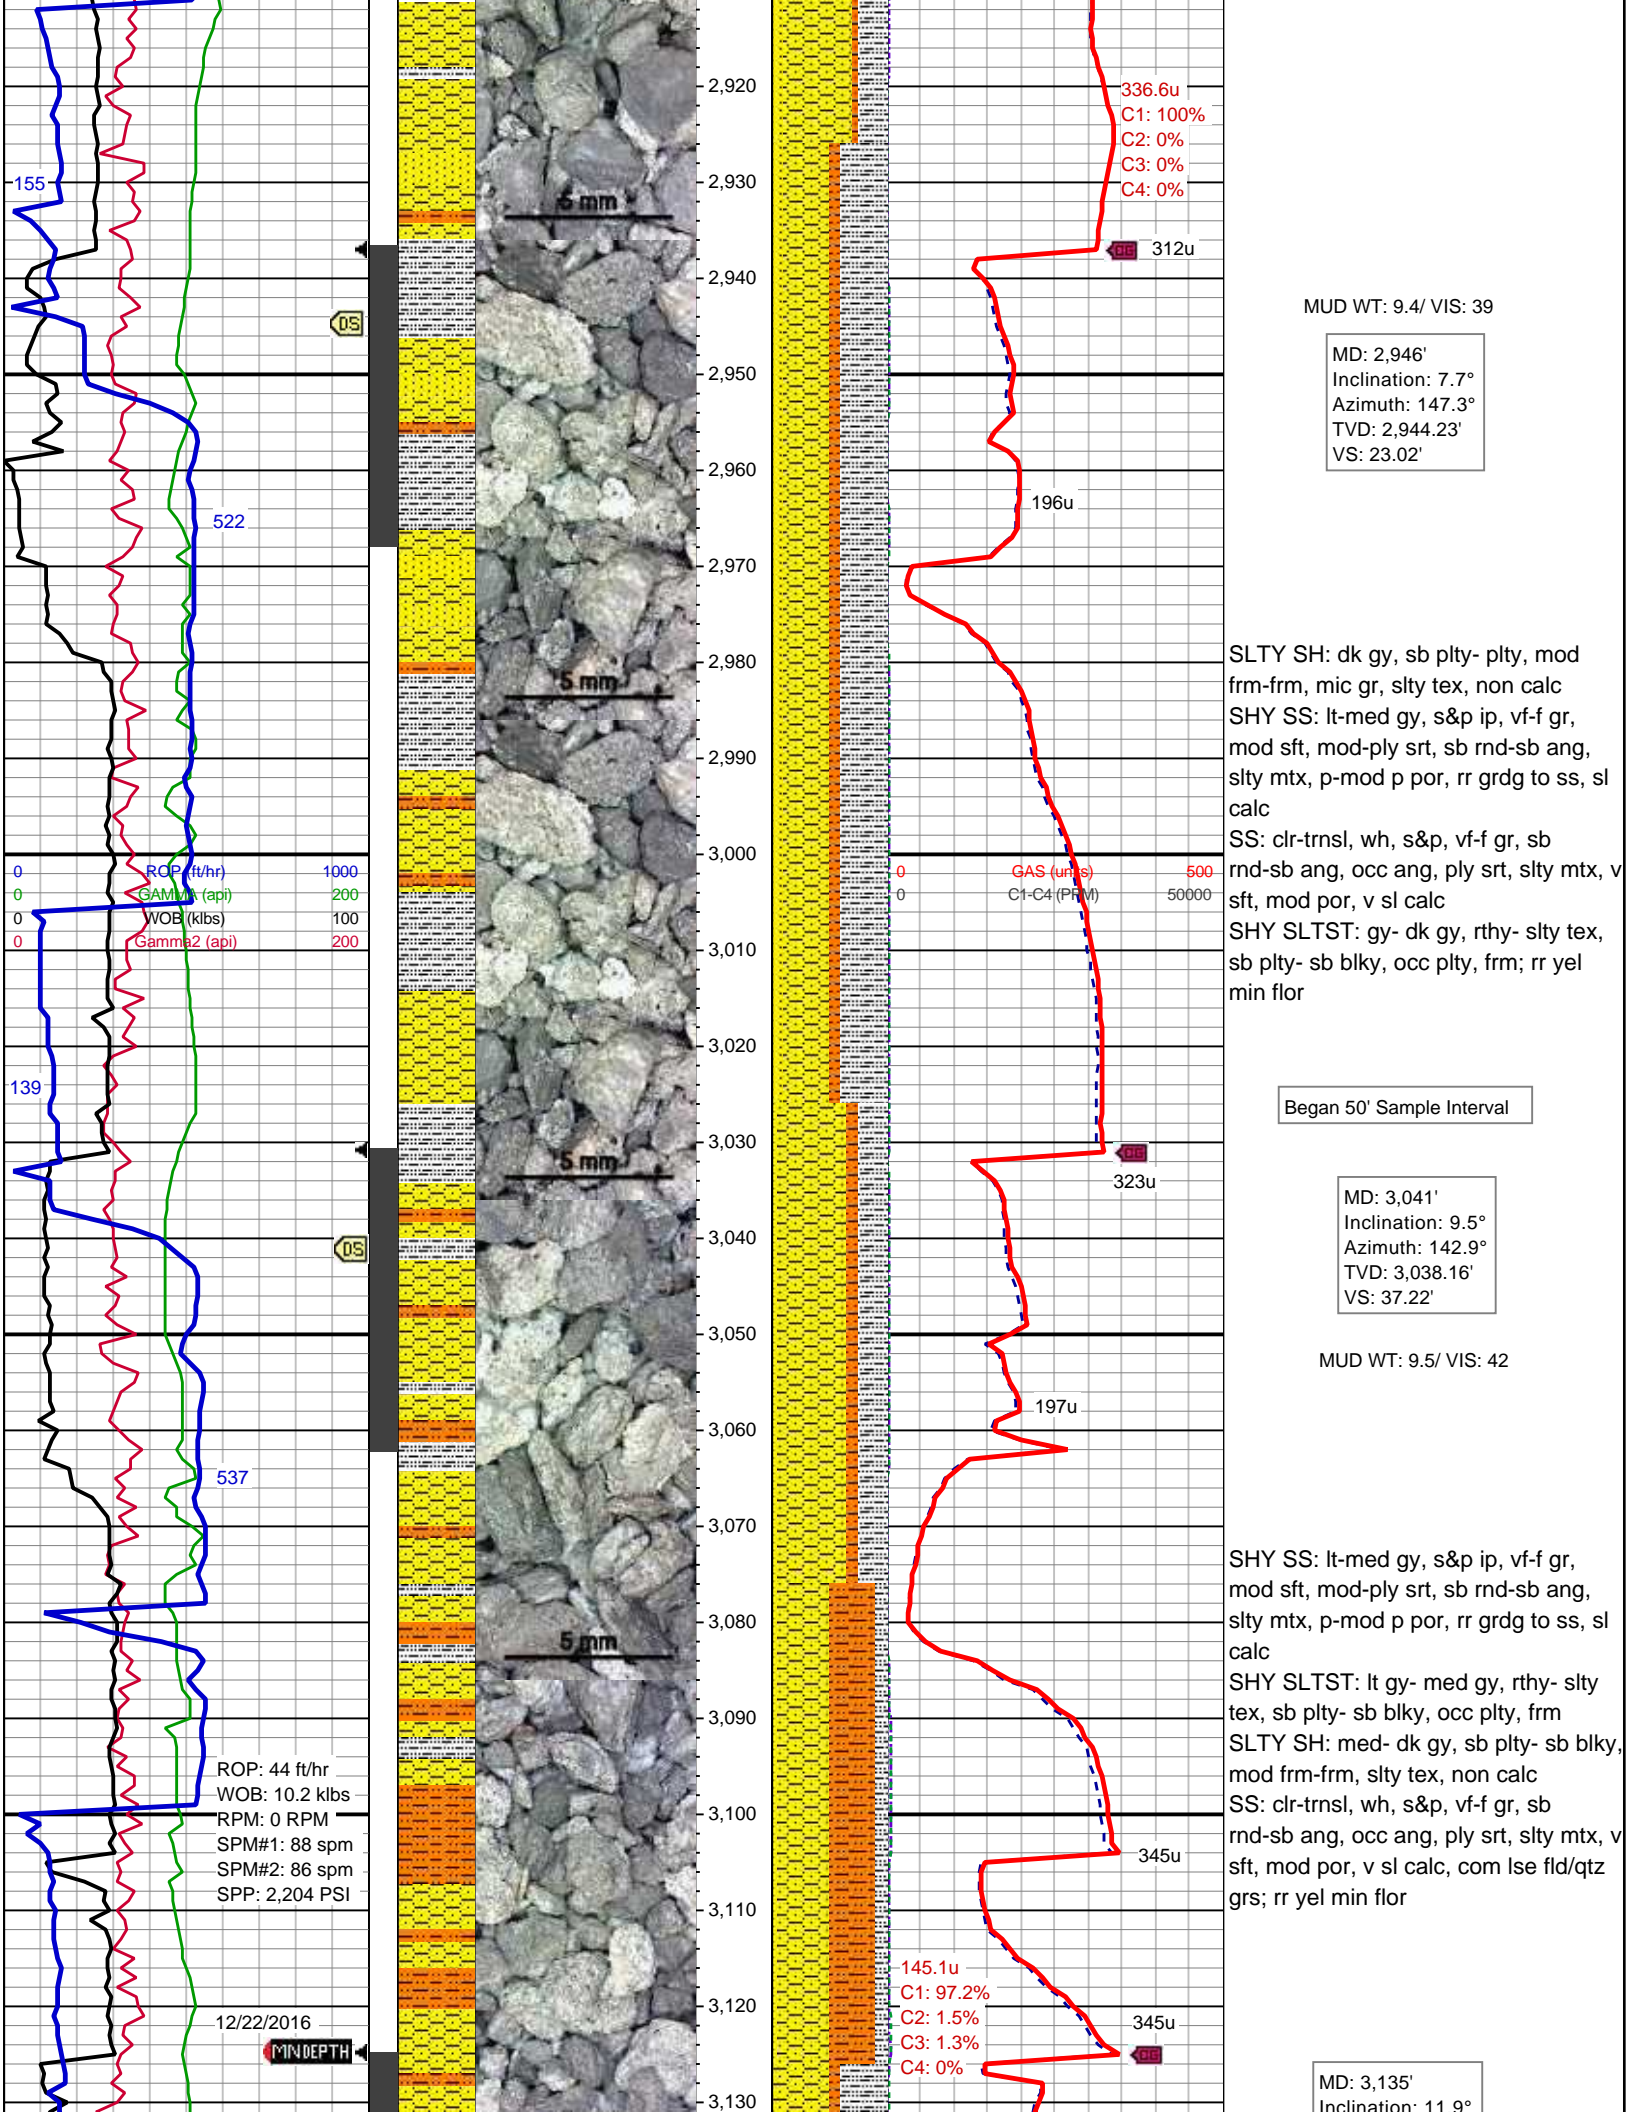 2,920
336.6u
C1: 100%
C2: 0%
C3: 0%
C4: 0%
155
2,930
5 mm
CG 312u
2,940
MUD WT: 9.4/ VIS: 39
DS
MD: 2,946'
Inclination: 7.7°
Azimuth: 147.3°
TVD: 2,944.23'
VS: 23.02'
2,950
2,960
196u
522
2,970
2,980
5 mm
SLTY SH: dk gy, sb plty- plty, mod
frm-frm, mic gr, slty tex, non calc
SHY SS: lt-med gy, s&p ip, vf-f gr,
mod sft, mod-ply srt, sb rnd-sb ang,
slty mtx, p-mod p por, rr grdg to ss, sl
calc
SS: clr-trnsl, wh, s&p, vf-f gr, sb
rnd-sb ang, occ ang, ply srt, slty mtx, v
sft, mod por, v sl calc
SHY SLTST: gy- dk gy, rthy- slty tex,
sb plty- sb blky, occ plty, frm; rr yel
min flor
2,990
3,000
0 ROP (ft/hr) 1000
0 GAMMA (api) 200
0 WOB (klbs) 100
0 Gamma2 (api) 200
0 GAS (units) 500
0 C1-C4 (PPM) 50000
3,010
3,020
139
Began 50' Sample Interval
3,030
5 mm
CG
323u
MD: 3,041'
Inclination: 9.5°
Azimuth: 142.9°
TVD: 3,038.16'
VS: 37.22'
3,040
DS
3,050
MUD WT: 9.5/ VIS: 42
197u
3,060
537
3,070
3,080
5 mm
SHY SS: lt-med gy, s&p ip, vf-f gr,
mod sft, mod-ply srt, sb rnd-sb ang,
slty mtx, p-mod p por, rr grdg to ss, sl
calc
SHY SLTST: lt gy- med gy, rthy- slty
tex, sb plty- sb blky, occ plty, frm
SLTY SH: med- dk gy, sb plty- sb blky,
mod frm-frm, slty tex, non calc
SS: clr-trnsl, wh, s&p, vf-f gr, sb
rnd-sb ang, occ ang, ply srt, slty mtx, v
sft, mod por, v sl calc, com lse fld/qtz
grs; rr yel min flor
3,090
ROP: 44 ft/hr
WOB: 10.2 klbs
RPM: 0 RPM
SPM#1: 88 spm
SPM#2: 86 spm
SPP: 2,204 PSI
3,100
345u
3,110
145.1u
C1: 97.2%
C2: 1.5%
C3: 1.3%
C4: 0%
3,120
12/22/2016
MN DEPTH
345u
CG
3,130
MD: 3,135'
Inclination: 11.9°